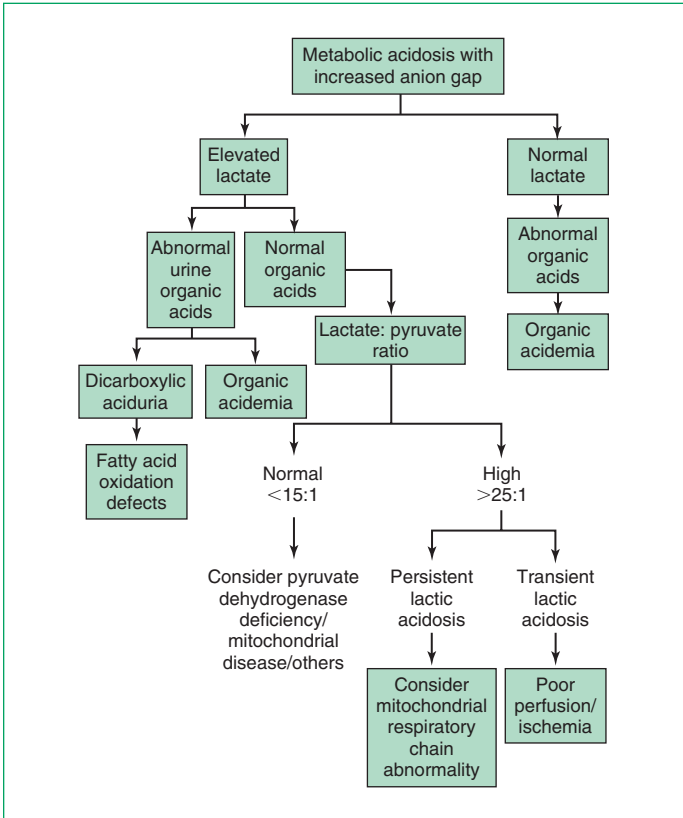 Metabolic acidosis with
increased anion gap
Elevated
lactate
Normal
lactate
Abnormal
urine
organic
acids
Normal
organic
acids
Abnormal
organic
acids
Lactate: pyruvate
ratio
Organic
acidemia
Dicarboxylic
aciduria
Organic
acidemia
Fatty acid
oxidation
defects
Normal
<15:1
High
>25:1
Consider pyruvate
dehydrogenase
deficiency/
mitochondrial
disease/others
Persistent
lactic
acidosis
Transient
lactic
acidosis
Consider
mitochondrial
respiratory
chain
abnormality
Poor
perfusion/
ischemia